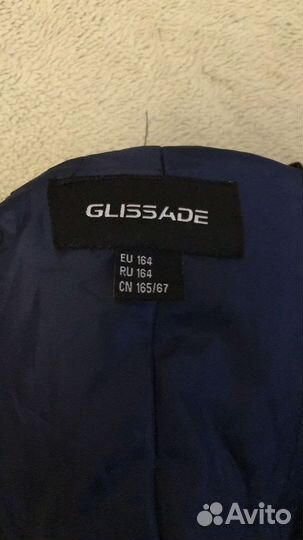 GLISSADE
EU 164
RU 164
CN 165/67
Avito